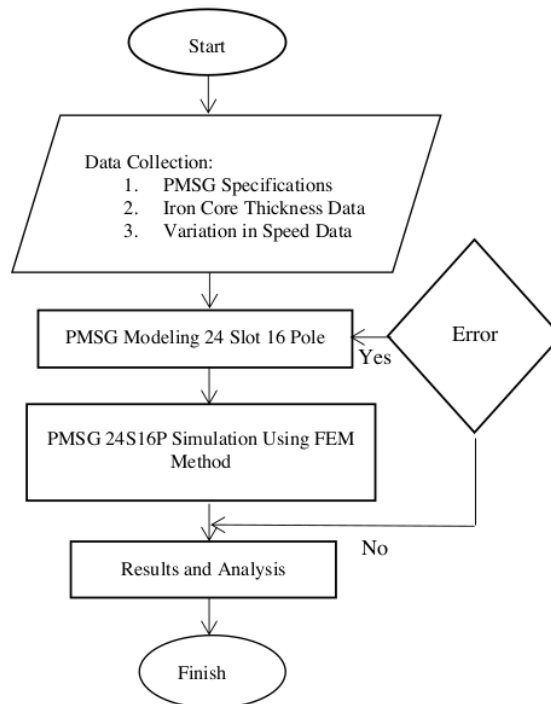 Start
Data Collection:
1. PMSG Specifications
2. Iron Core Thickness Data
3. Variation in Speed Data
PMSG Modeling 24 Slot 16 Pole
Error
Yes
PMSG 24S16P Simulation Using FEM
Method
No
Results and Analysis
Finish